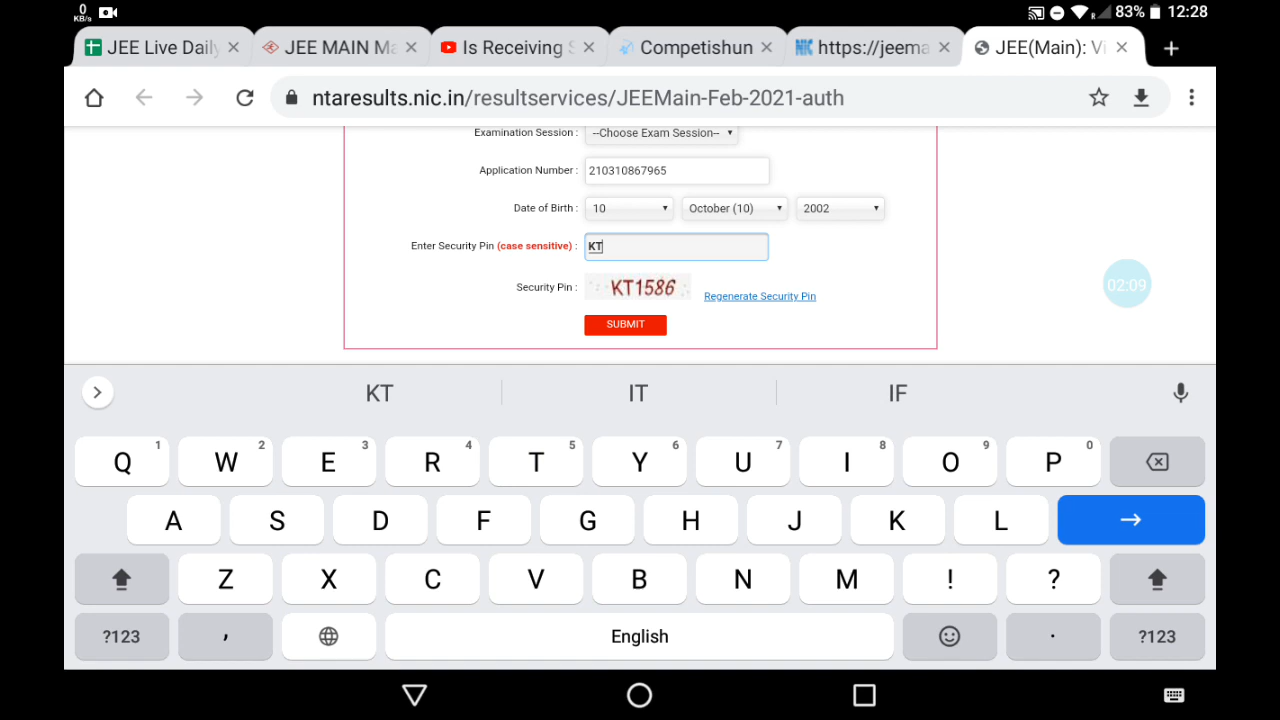 0 KB/s R 83% 12:28
JEE Live Daily JEE MAIN Ma Is Receiving S Competishun NIC https://jeema JEE(Main): Vi
ntaresults.nic.in/resultservices/JEEMain-Feb-2021-auth
Examination Session : --Choose Exam Session--
Application Number : 210310867965
Date of Birth : 10 October (10) 2002
Enter Security Pin (case sensitive) : KT
Security Pin : KT1586 Regenerate Security Pin
SUBMIT
02:09
KT IT IF
Q 1 W 2 E 3 R 4 T 5 Y 6 U 7 I 8 O 9 P 0
A S D F G H J K L
Z X C V B N M ! ?
?123 , English . ?123